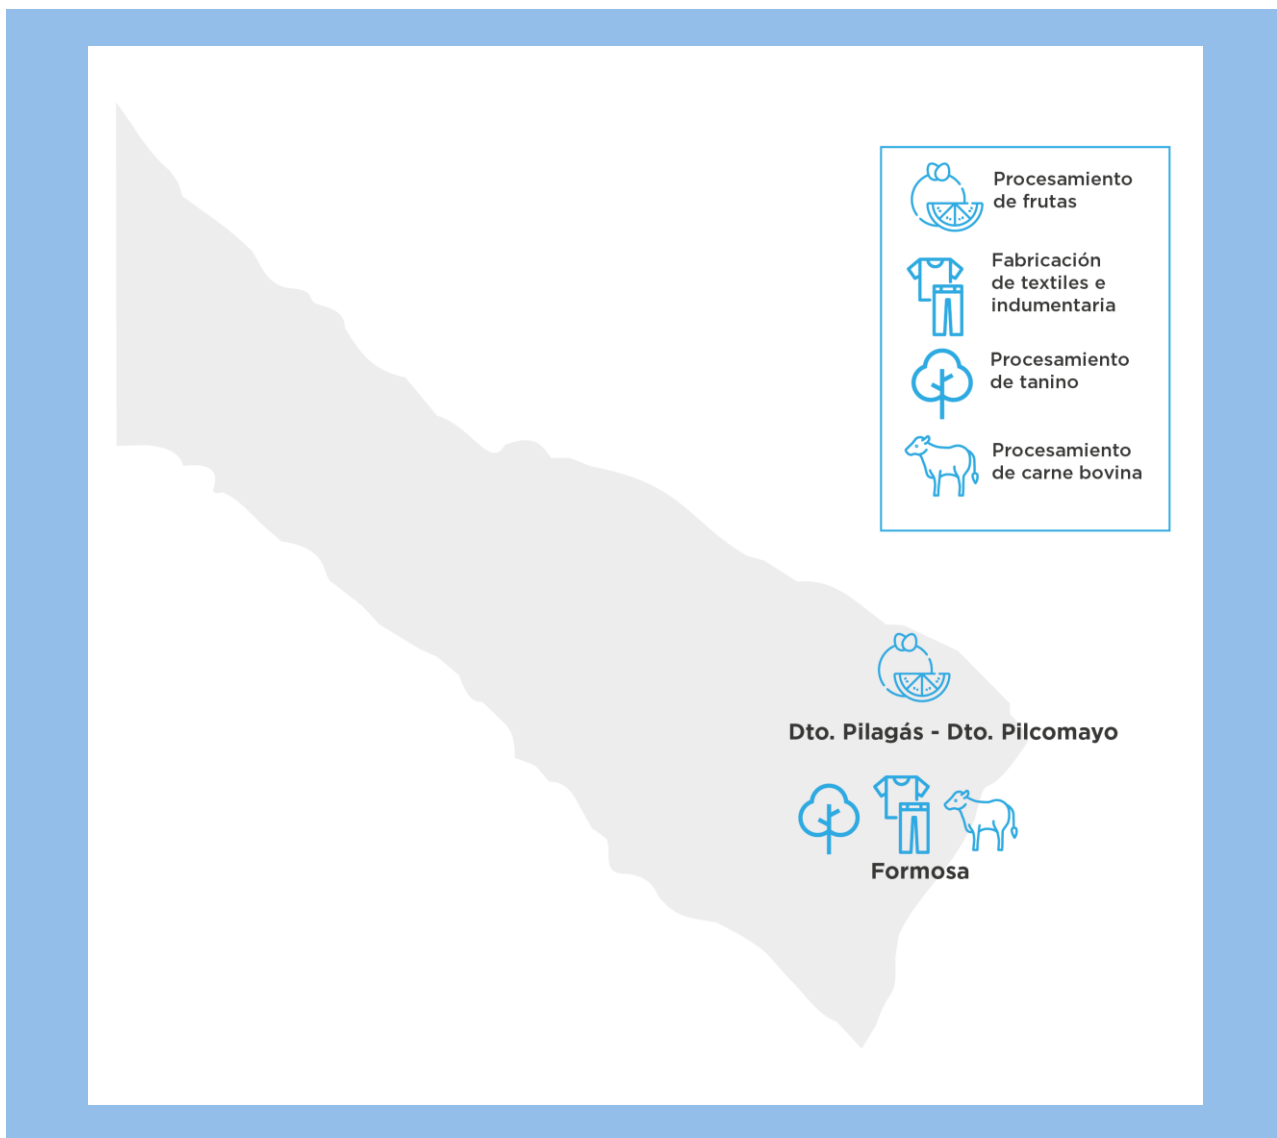 Procesamiento
de frutas
Fabricación
de textiles e
indumentaria
Procesamiento
de tanino
Procesamiento
de carne bovina
Dto. Pilagás - Dto. Pilcomayo
Formosa